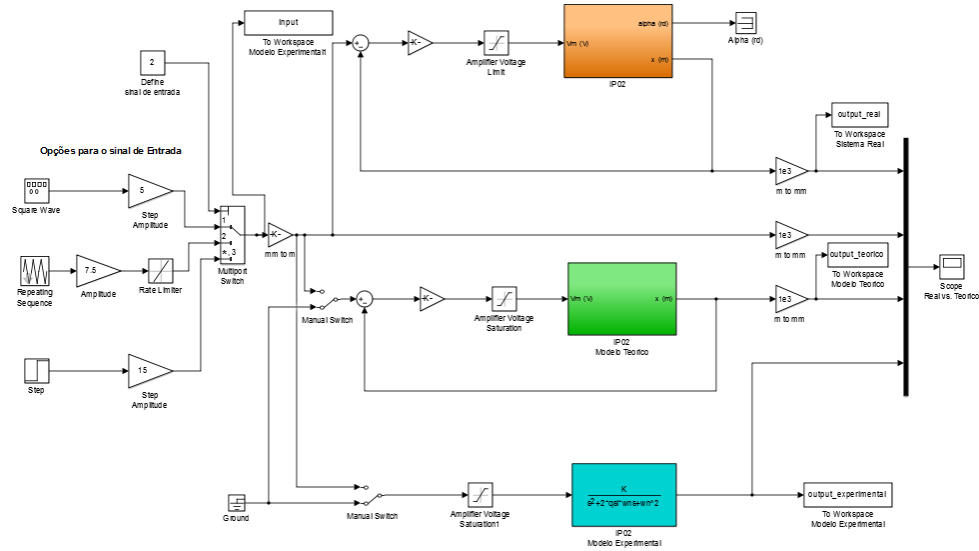 Input
To Workspace
Modelo Experimentall
2
Define
sinal de entrada
Opções para o sinal de Entrada
Square Wave
5
Step
Amplitude
Repeating
Sequence
7.5
Amplitude
Rate Limiter
Step
15
Step
Amplitude
1
2
*, 3
Multiport
Switch
-K-
mm to m
+
_
-K-
Amplifier Voltage
Limit
Vm (V)
alpha (rd)
x (m)
IP02
Alpha (rd)
1e3
m to mm
output_real
To Workspace
Sistema Real
1e3
m to mm
output_teorico
To Workspace
Modelo Teorico
1e3
m to mm
Scope
Real vs. Teorico
Manual Switch
+
_
-K-
Amplifier Voltage
Saturation
Vm (V)
x (m)
IP02
Modelo Teorico
Ground
Manual Switch
Amplifier Voltage
Saturation1
K
s^2+2*qsi*wns+wn^2
IP02
Modelo Experimental
output_experimental
To Workspace
Modelo Experimental